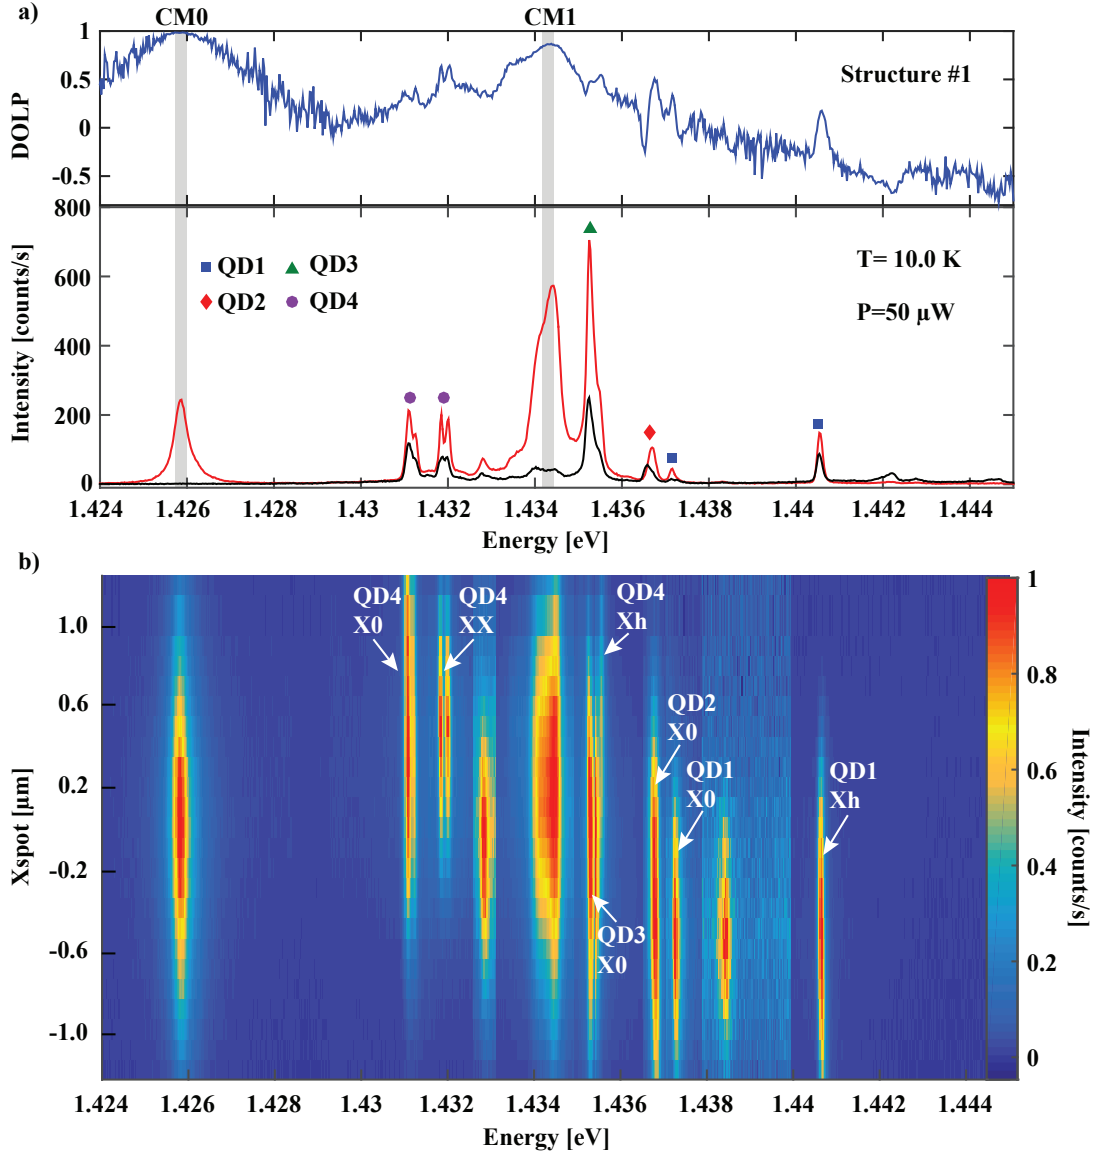 a)
CM0
CM1
1
0.5
0
-0.5
DOLP
Structure #1
800
600
400
200
0
Intensity [counts/s]
QD1
QD3
QD2
QD4
T= 10.0 K
P=50 μW
1.424
1.426
1.428
1.43
1.432
1.434
1.436
1.438
1.44
1.442
1.444
Energy [eV]
b)
QD4
X0
QD4
XX
QD4
Xh
QD2
X0
QD1
X0
QD1
Xh
QD3
X0
1.0
0.6
0.2
-0.2
-0.6
-1.0
Xspot [μm]
1
0.8
0.6
0.4
0.2
0
Intensity [counts/s]
1.424
1.426
1.428
1.43
1.432
1.434
1.436
1.438
1.44
1.442
1.444
Energy [eV]